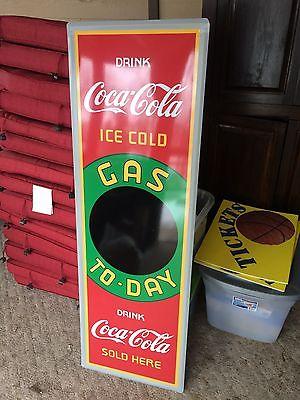 DRINK
Coca-Cola
ICE COLD
GAS
TO-DAY
DRINK
Coca-Cola
SOLD HERE
TICKETS